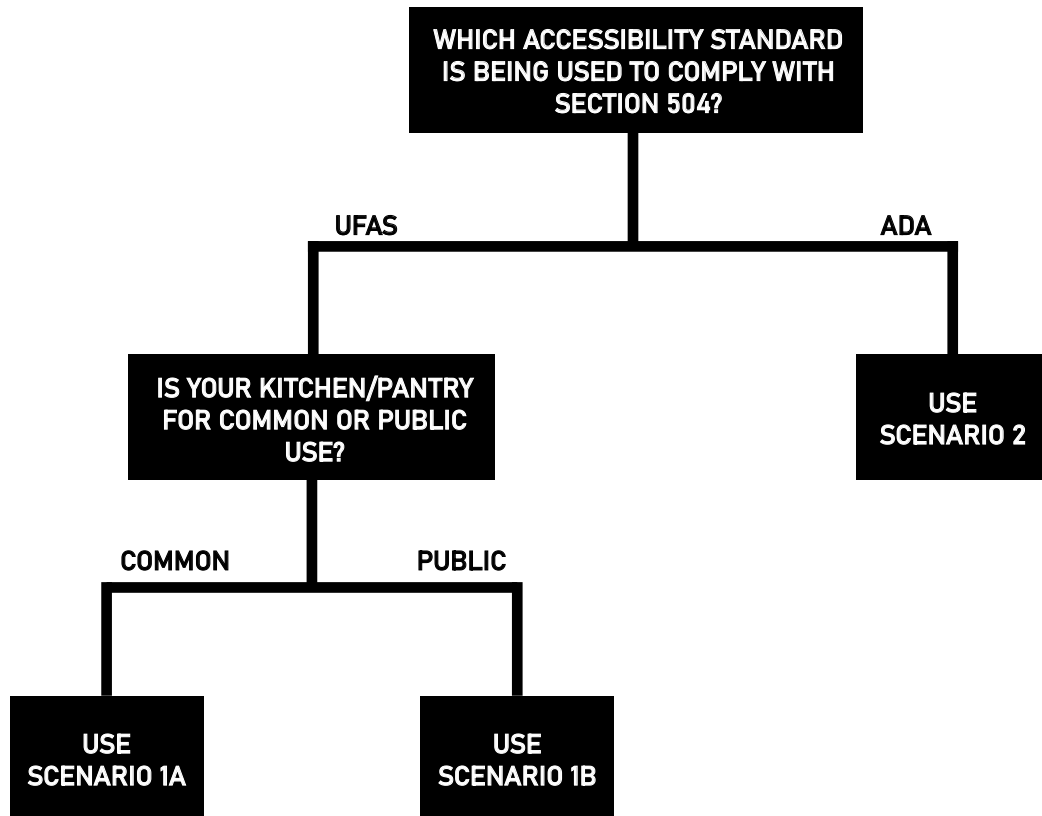 WHICH ACCESSIBILITY STANDARD
IS BEING USED TO COMPLY WITH
SECTION 504?
UFAS
ADA
IS YOUR KITCHEN/PANTRY
FOR COMMON OR PUBLIC
USE?
USE
SCENARIO 2
COMMON
PUBLIC
USE
SCENARIO 1A
USE
SCENARIO 1B